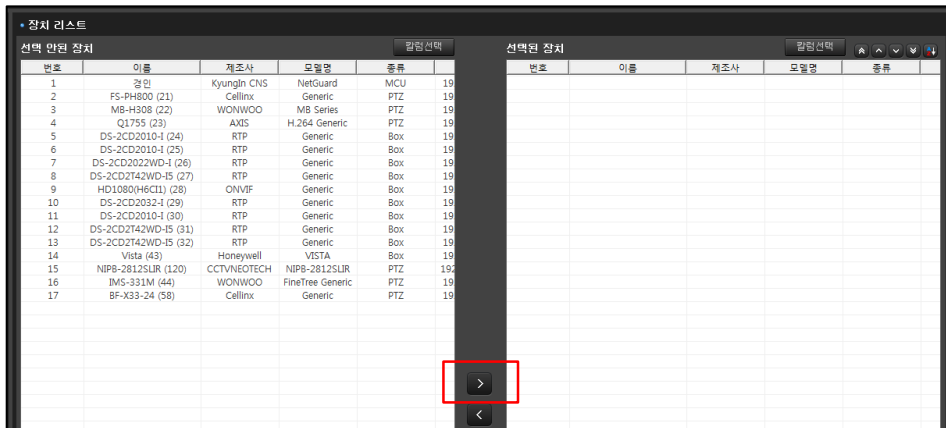 • 장치 리스트
선택 안된 장치 칼럼선택
번호 이름 제조사 모델명 종류
1 경인 KyungIn CNS NetGuard MCU 19
2 FS-PH800 (21) Cellinx Generic PTZ 19
3 MB-H308 (22) WONWOO MB Series PTZ 19
4 Q1755 (23) AXIS H.264 Generic PTZ 19
5 DS-2CD2010-I (24) RTP Generic Box 19
6 DS-2CD2010-I (25) RTP Generic Box 19
7 DS-2CD2022WD-I (26) RTP Generic Box 19
8 DS-2CD2T42WD-I5 (27) RTP Generic Box 19
9 HD1080(H6CI1) (28) ONVIF Generic Box 19
10 DS-2CD2032-I (29) RTP Generic Box 19
11 DS-2CD2010-I (30) RTP Generic Box 19
12 DS-2CD2T42WD-I5 (31) RTP Generic Box 19
13 DS-2CD2T42WD-I5 (32) RTP Generic Box 19
14 Vista (43) Honeywell VISTA Box 19
15 NIPB-2812SLIR (120) CCTVNEOTECH NIPB-2812SLIR PTZ 192
16 IMS-331M (44) WONWOO FineTree Generic PTZ 19
17 BF-X33-24 (58) Cellinx Generic PTZ 19
>
<
선택된 장치 칼럼선택
번호 이름 제조사 모델명 종류